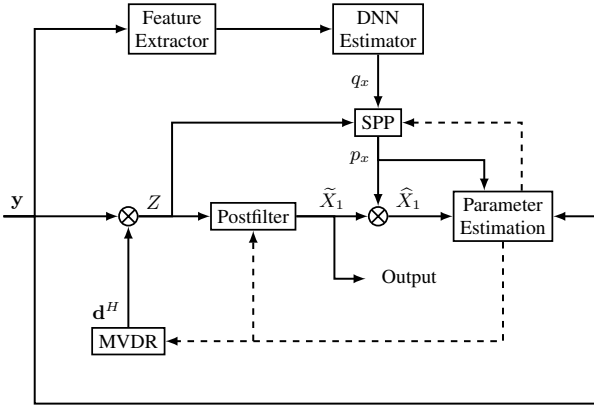 Feature
Extractor
DNN
Estimator
q_x
SPP
p_x
y
Z
Postfilter
X̃_1
X̂_1
Parameter
Estimation
Output
d^H
MVDR